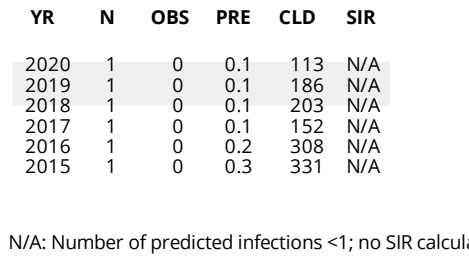 YR N OBS PRE CLD SIR
2020 1 0 0.1 113 N/A
2019 1 0 0.1 186 N/A
2018 1 0 0.1 203 N/A
2017 1 0 0.1 152 N/A
2016 1 0 0.2 308 N/A
2015 1 0 0.3 331 N/A
N/A: Number of predicted infections <1; no SIR